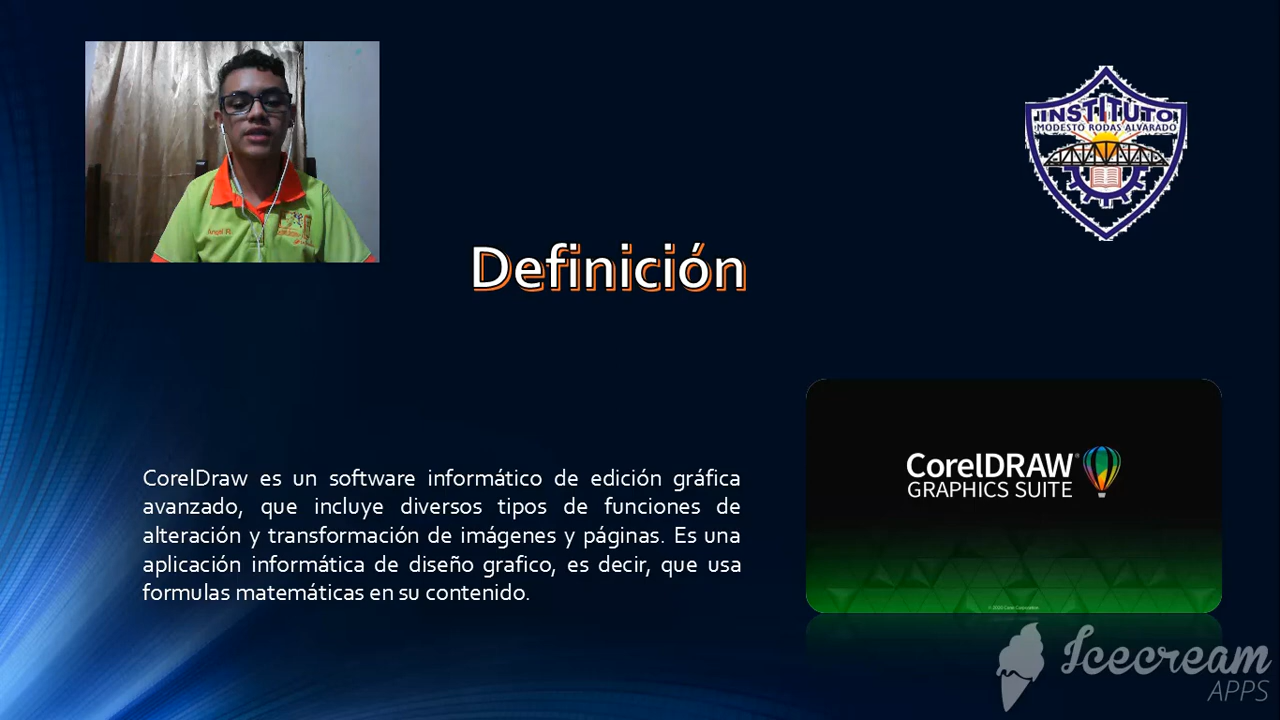 INSTITUTO
MODESTO RODAS ALVARADO
Definición
CorelDraw es un software informático de edición gráfica
avanzado, que incluye diversos tipos de funciones de
alteración y transformación de imágenes y páginas. Es una
aplicación informática de diseño grafico, es decir, que usa
formulas matemáticas en su contenido.
CorelDRAW
GRAPHICS SUITE
Icecream
APPS